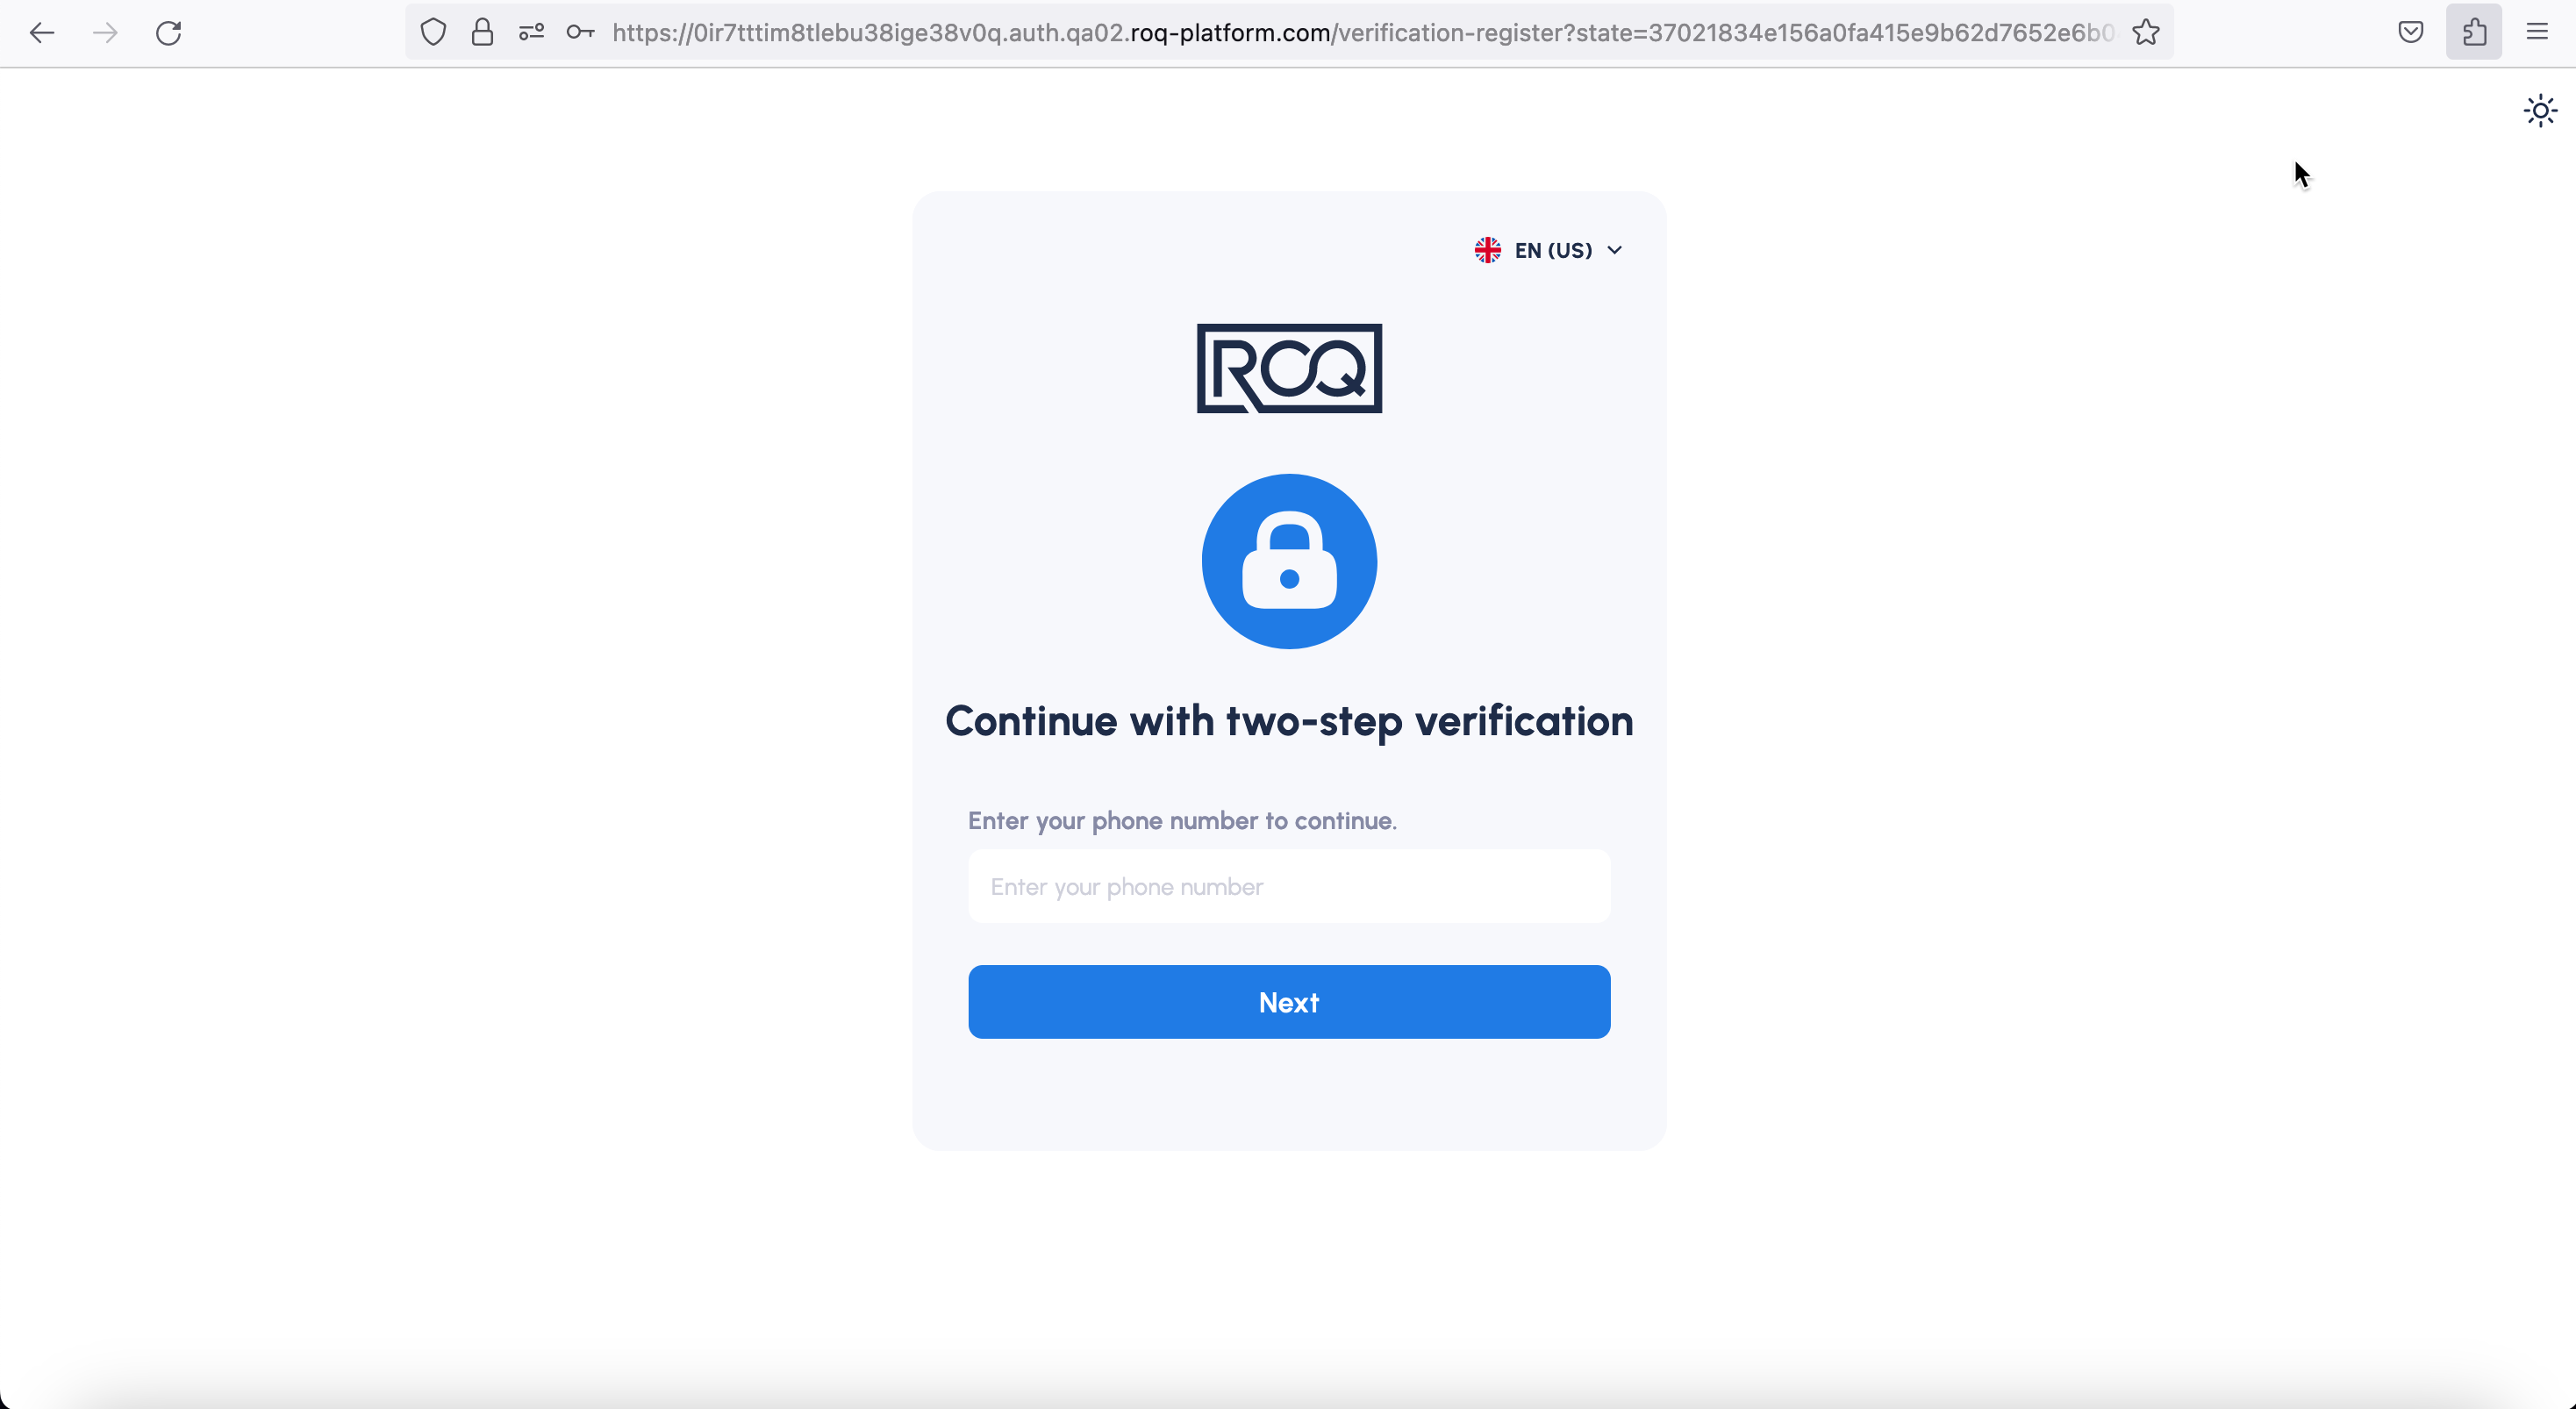 https://0ir7tttim8tlebu38ige38v0q.auth.qa02.roq-platform.com/verification-register?state=37021834e156a0fa415e9b62d7652e6b0
EN (US)
ROQ
Continue with two-step verification
Enter your phone number to continue.
Enter your phone number
Next